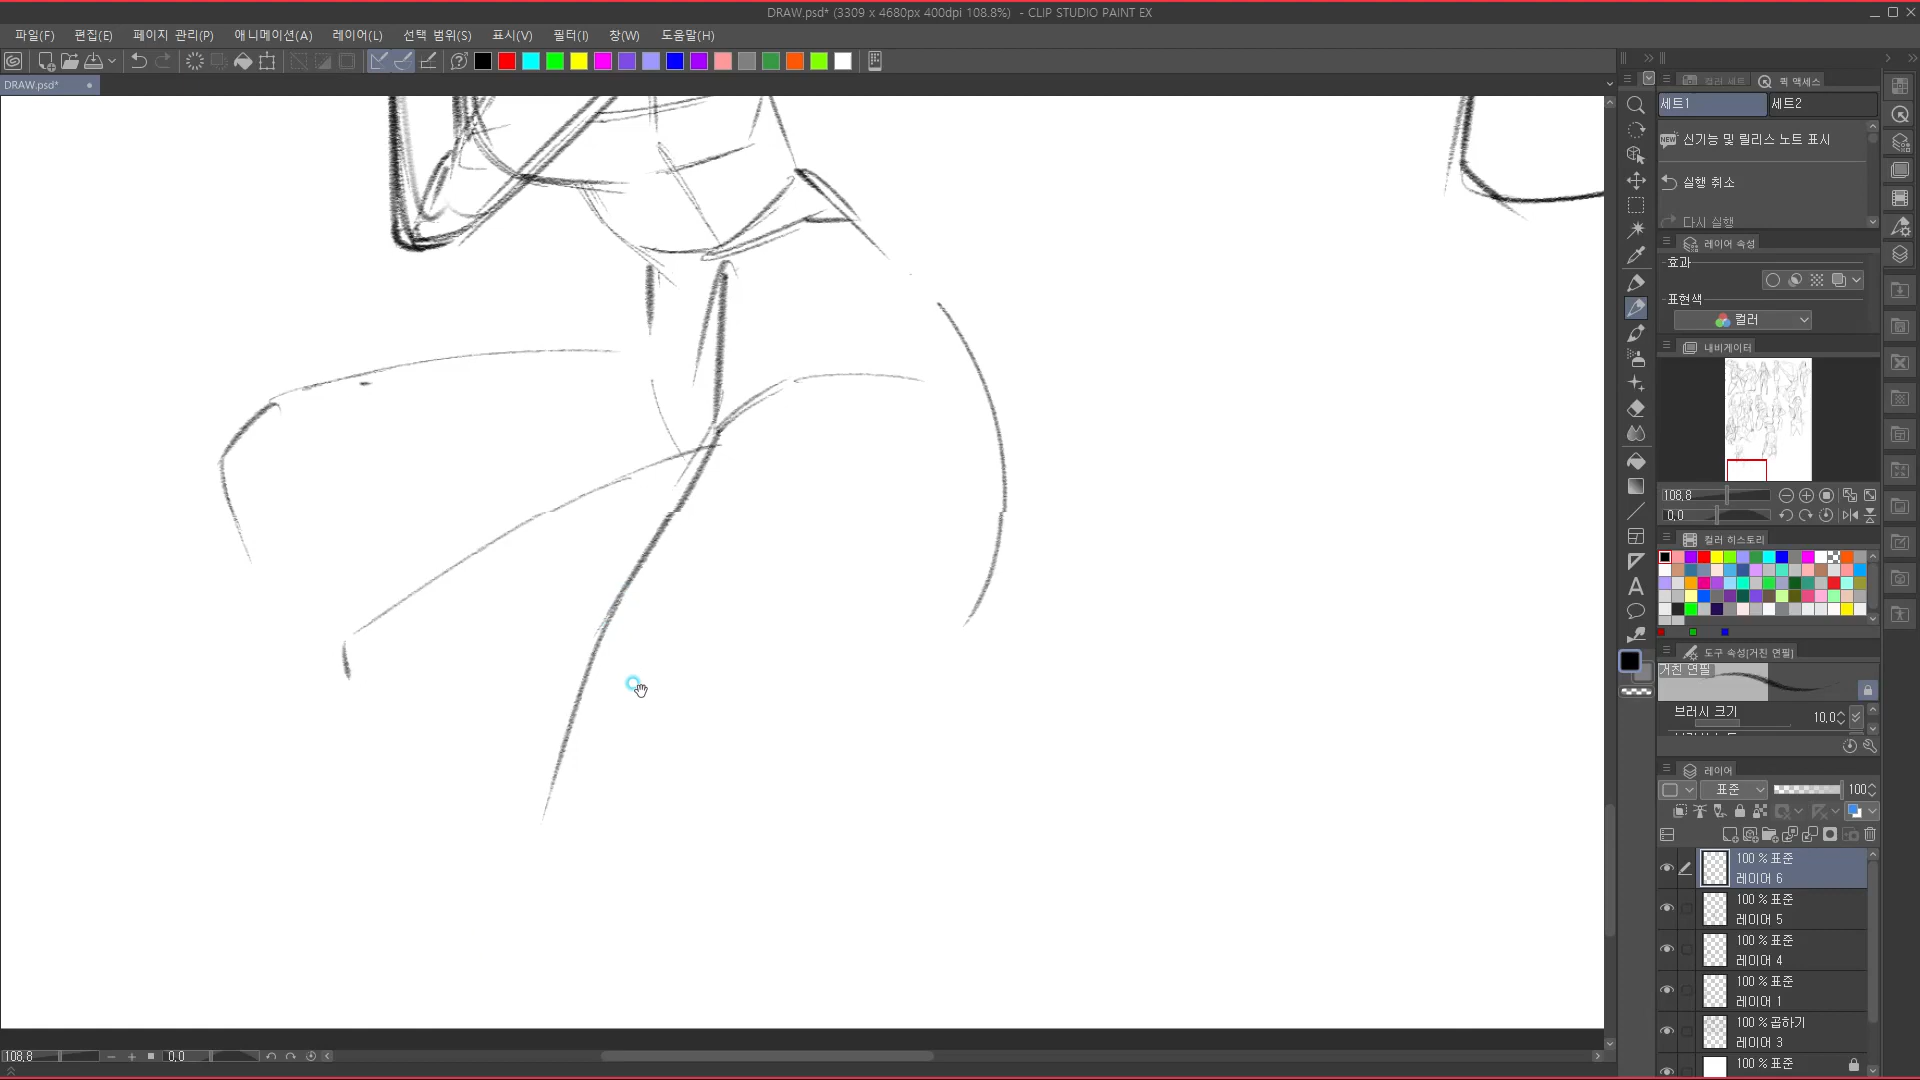 DRAW.psd* (3309 x 4680px 400dpi 108.8%)  - CLIP STUDIO PAINT EX
파일(F) 편집(E) 페이지 관리(P) 애니메이션(A) 레이어(L) 선택 범위(S) 표시(V) 필터(I) 창(W) 도움말(H)
DRAW.psd*
컬러 세트 퀵 액세스
세트1 세트2
신기능 및 릴리스 노트 표시
실행 취소
다시 실행
레이어 속성
효과
표현색
컬러
내비게이터
108.8
0.0
컬러 히스토리
도구 속성[거친 연필]
거친 연필
브러시 크기 10.0
레이어
표준 100
100 % 표준
레이어 6
100 % 표준
레이어 5
100 % 표준
레이어 4
100 % 표준
레이어 1
100 % 곱하기
레이어 3
100 % 표준
108.8 0.0